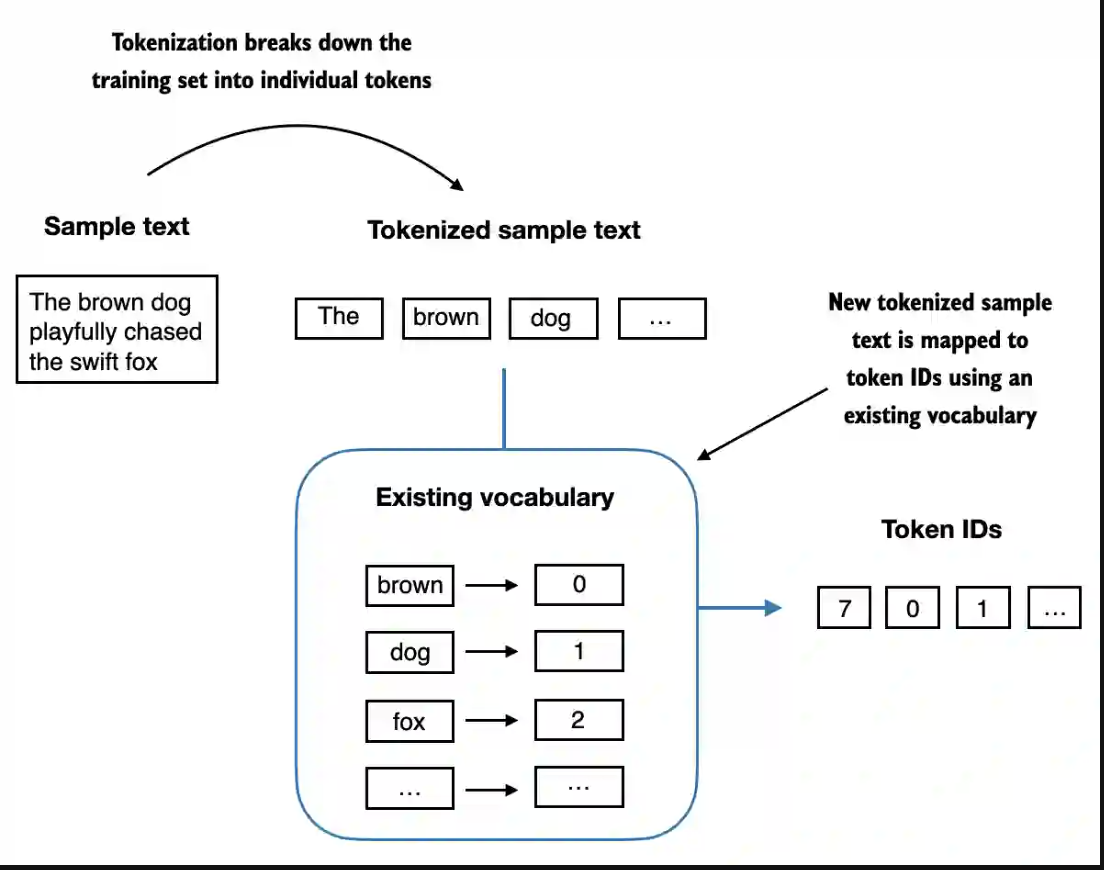 Tokenization breaks down the
training set into individual tokens
Sample text
Tokenized sample text
The brown dog
playfully chased
the swift fox
The
brown
dog
...
New tokenized sample
text is mapped to
token IDs using an
existing vocabulary
Existing vocabulary
brown
0
dog
1
fox
2
...
...
Token IDs
7
0
1
...